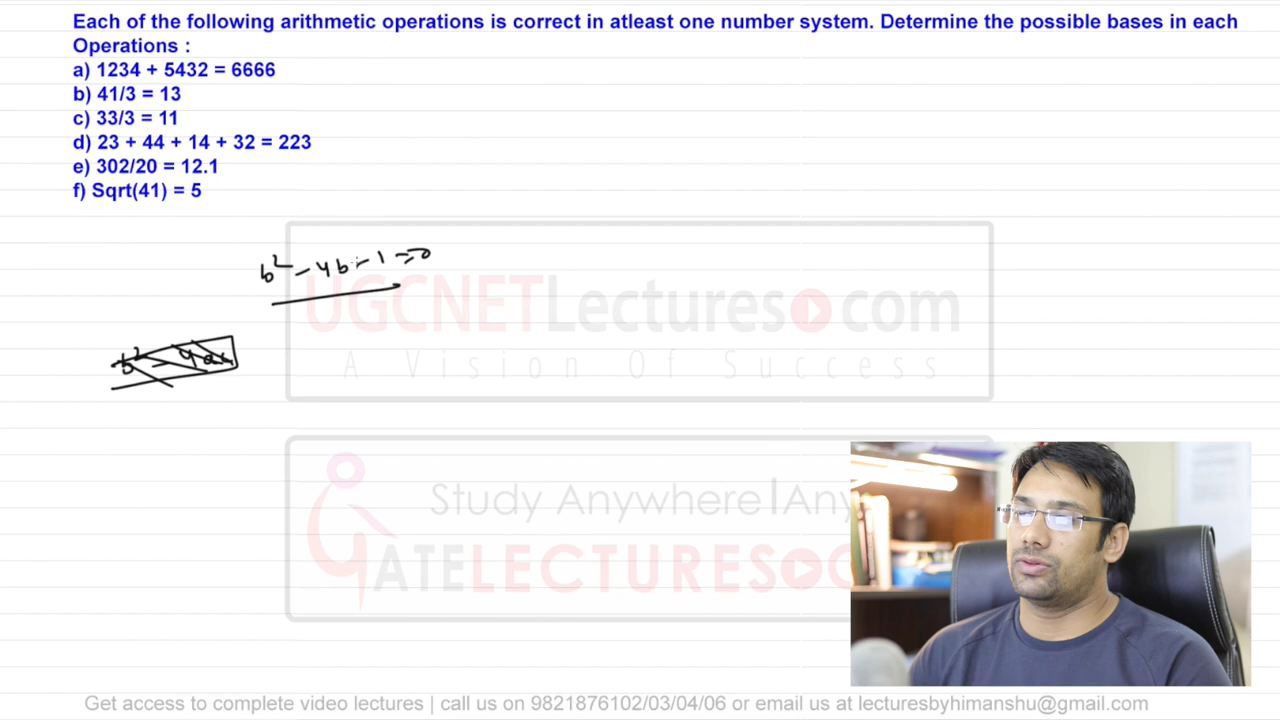 Each of the following arithmetic operations is correct in atleast one number system. Determine the possible bases in each
Operations :
a) 1234 + 5432 = 6666
b) 41/3 = 13
c) 33/3 = 11
d) 23 + 44 + 14 + 32 = 223
e) 302/20 = 12.1
f) Sqrt(41) = 5
b² - 4b - 1 = 0
UGCNETLectures.com
A Vision Of Success
b² - 4ac
Study Anywhere|Any
GATELECTURES
Get access to complete video lectures | call us on 9821876102/03/04/06 or email us at lecturesbyhimanshu@gmail.com